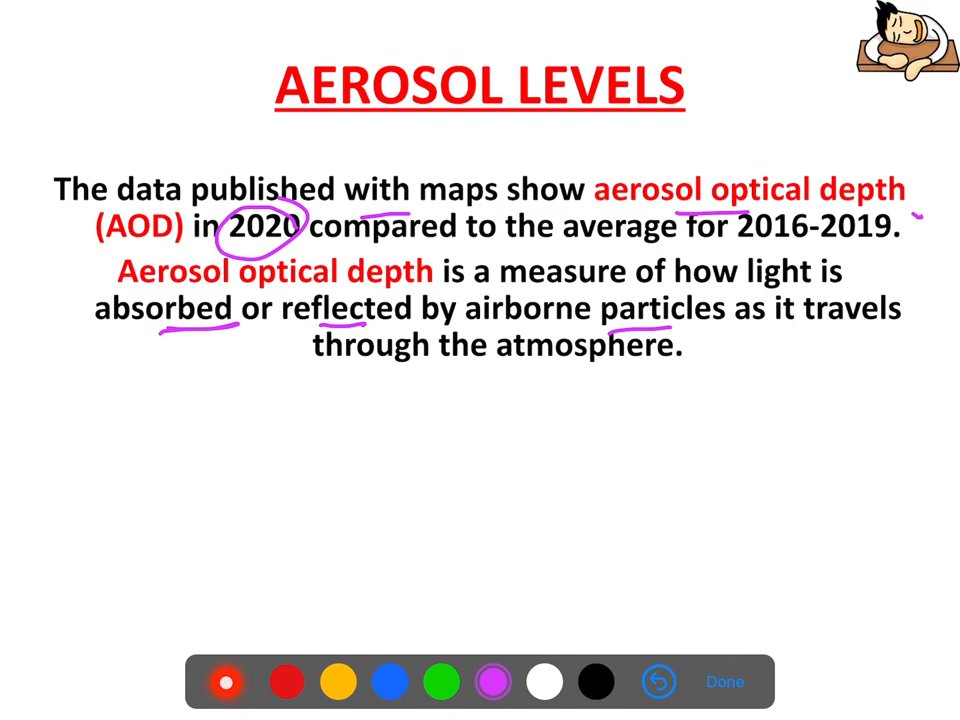 AEROSOL LEVELS
The data published with maps show aerosol optical depth
(AOD) in 2020 compared to the average for 2016-2019.
Aerosol optical depth is a measure of how light is
absorbed or reflected by airborne particles as it travels
through the atmosphere.
Done